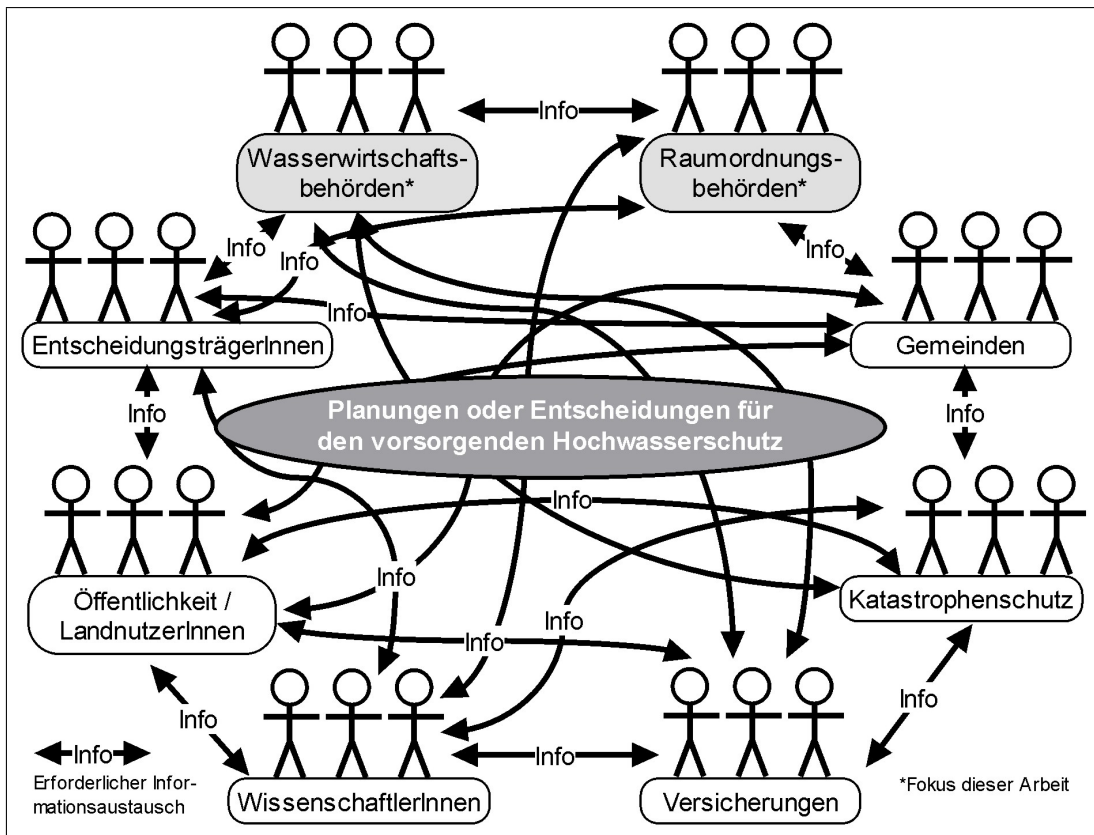 Info
Wasserwirtschafts-
behörden*
Raumordnungs-
behörden*
Info
Info
Info
Info
EntscheidungsträgerInnen
Gemeinden
Info
Info
Planungen oder Entscheidungen für
den vorsorgenden Hochwasserschutz
Info
Info
Öffentlichkeit /
LandnutzerInnen
Katastrophenschutz
Info
Info
Info
Info
Info
Info
Erforderlicher Infor-
mationsaustausch
WissenschaftlerInnen
Versicherungen
*Fokus dieser Arbeit